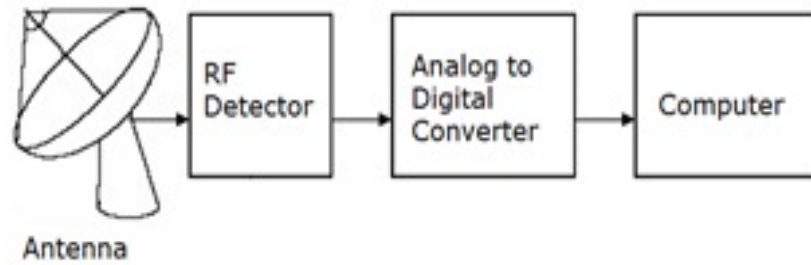 RF
Detector
Analog to
Digital
Converter
Computer
Antenna